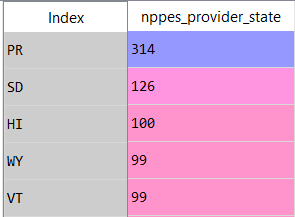 Index nppes_provider_state
PR 314
SD 126
HI 100
WY 99
VT 99